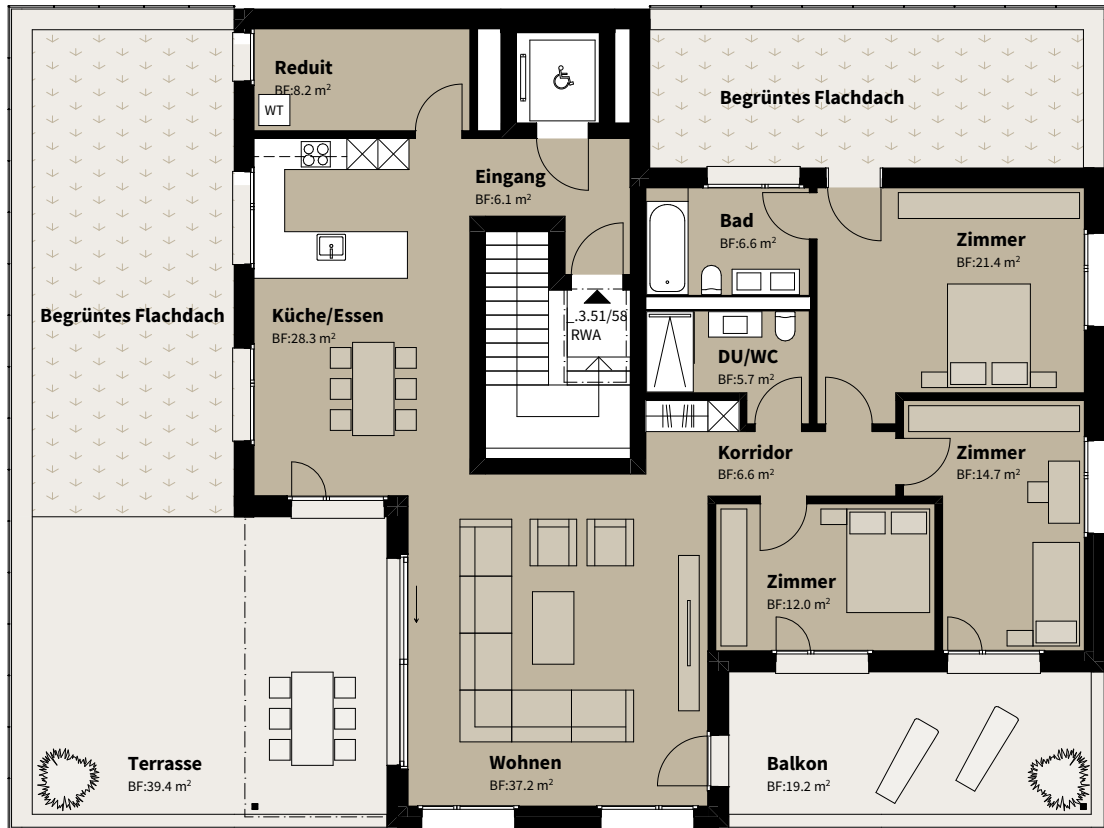 Reduit
BF:8.2 m²
WT
Begrüntes Flachdach
Eingang
BF:6.1 m²
Bad
BF:6.6 m²
Zimmer
BF:21.4 m²
Begrüntes Flachdach
Küche/Essen
BF:28.3 m²
_.3.51/58
RWA
DU/WC
BF:5.7 m²
Korridor
BF:6.6 m²
Zimmer
BF:14.7 m²
Zimmer
BF:12.0 m²
Terrasse
BF:39.4 m²
Wohnen
BF:37.2 m²
Balkon
BF:19.2 m²